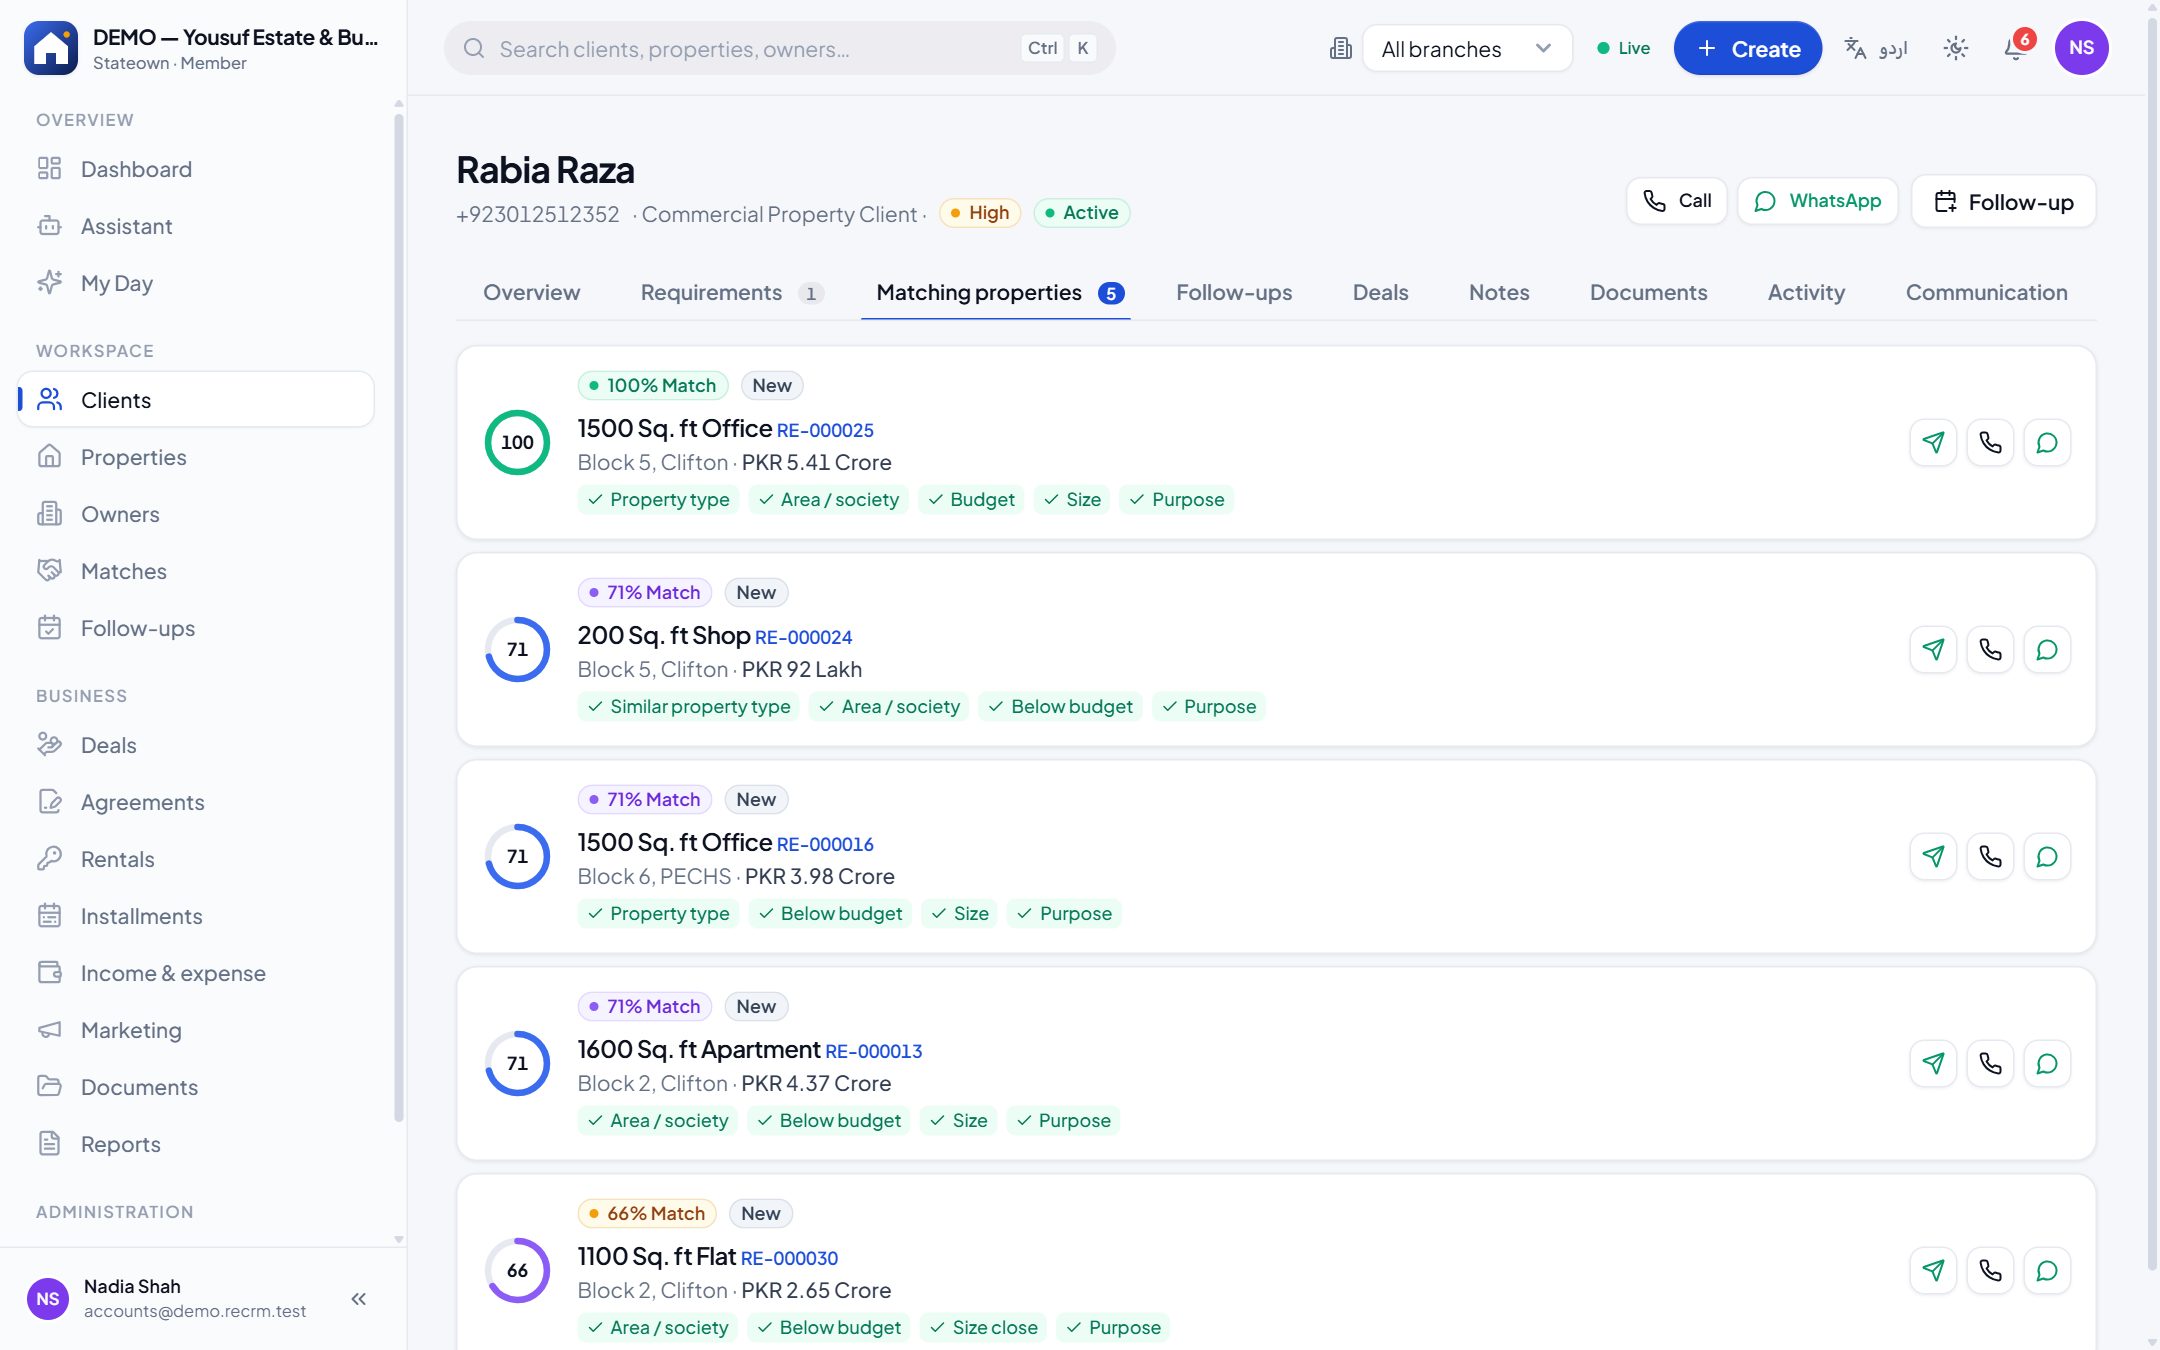 DEMO — Yousuf Estate & Bu...
Stateown · Member
OVERVIEW
Dashboard
Assistant
My Day
WORKSPACE
Clients
Properties
Owners
Matches
Follow-ups
BUSINESS
Deals
Agreements
Rentals
Installments
Income & expense
Marketing
Documents
Reports
ADMINISTRATION
NS
Nadia Shah
accounts@demo.recrm.test
Search clients, properties, owners...
Ctrl K
All branches
Live
Create
اردو
6
NS
Rabia Raza
+923012512352 · Commercial Property Client · High Active
Call
WhatsApp
Follow-up
Overview
Requirements 1
Matching properties 5
Follow-ups
Deals
Notes
Documents
Activity
Communication
100
100% Match New
1500 Sq. ft Office RE-000025
Block 5, Clifton · PKR 5.41 Crore
Property type Area / society Budget Size Purpose
71
71% Match New
200 Sq. ft Shop RE-000024
Block 5, Clifton · PKR 92 Lakh
Similar property type Area / society Below budget Purpose
71
71% Match New
1500 Sq. ft Office RE-000016
Block 6, PECHS · PKR 3.98 Crore
Property type Below budget Size Purpose
71
71% Match New
1600 Sq. ft Apartment RE-000013
Block 2, Clifton · PKR 4.37 Crore
Area / society Below budget Size Purpose
66
66% Match New
1100 Sq. ft Flat RE-000030
Block 2, Clifton · PKR 2.65 Crore
Area / society Below budget Size close Purpose